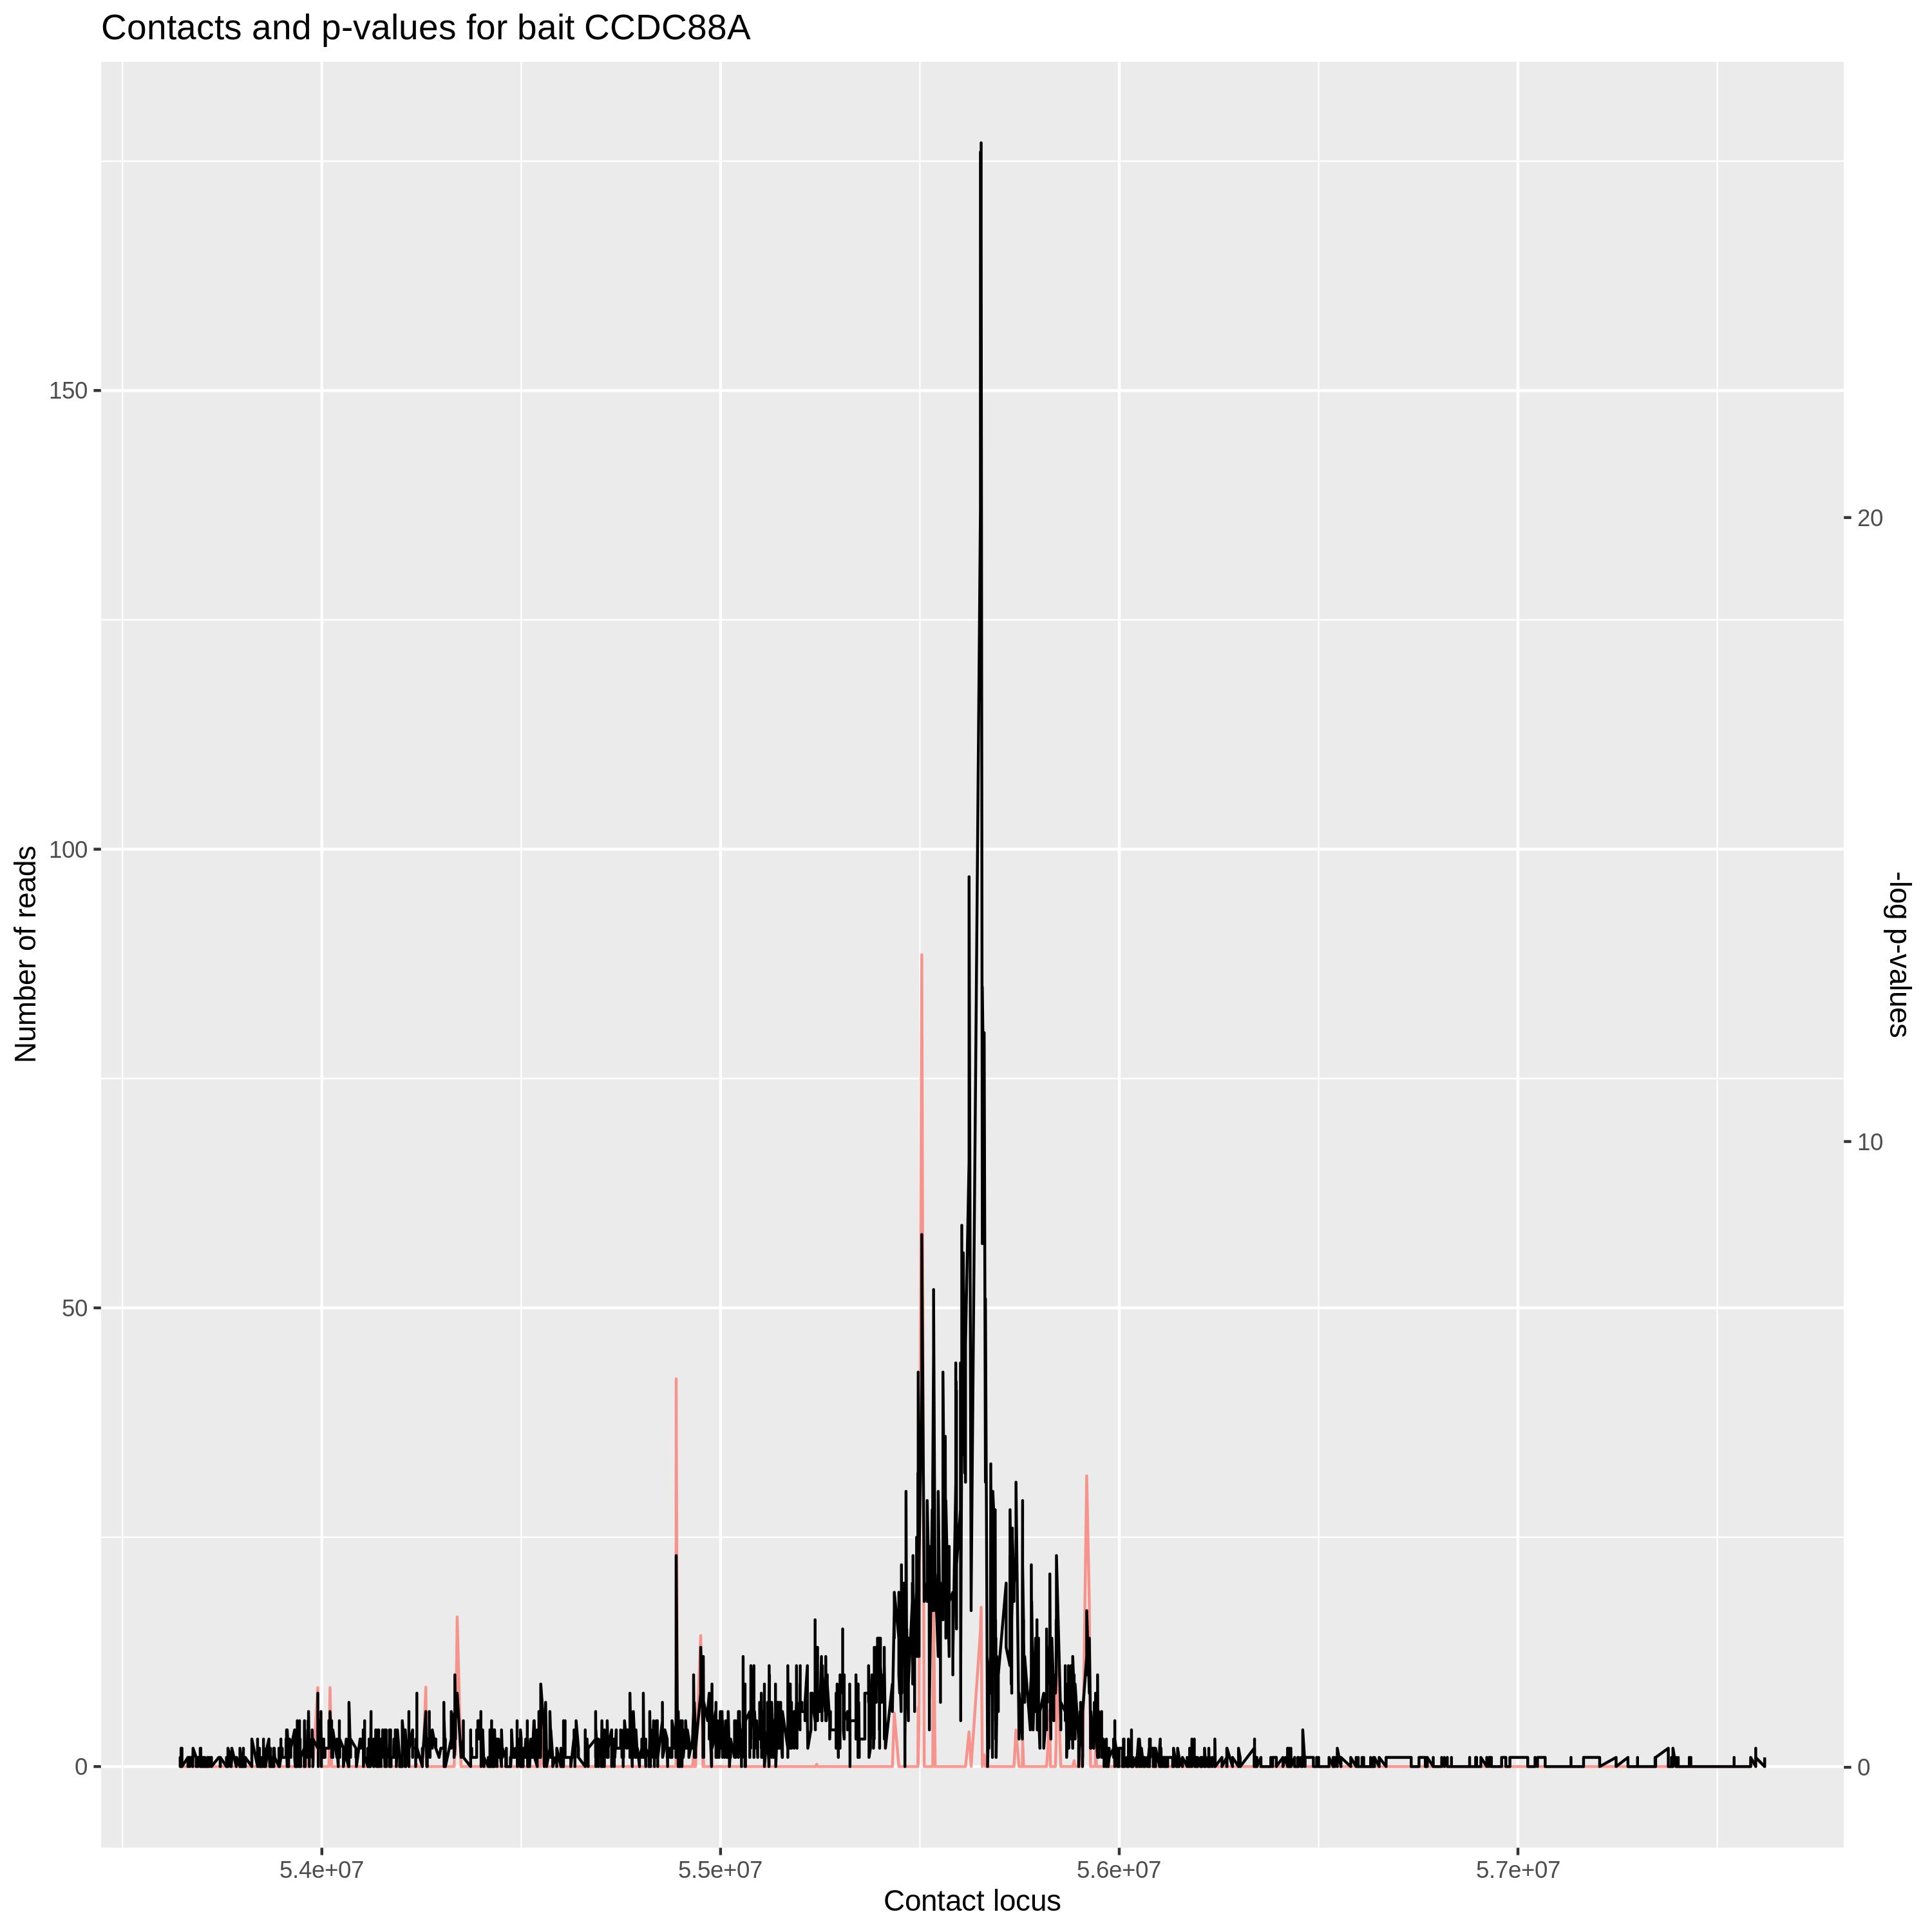 Contacts and p-values for bait CCDC88A
Number of reads
150
100
50
0
-log p-values
20
10
0
5.4e+07
5.5e+07
5.6e+07
5.7e+07
Contact locus